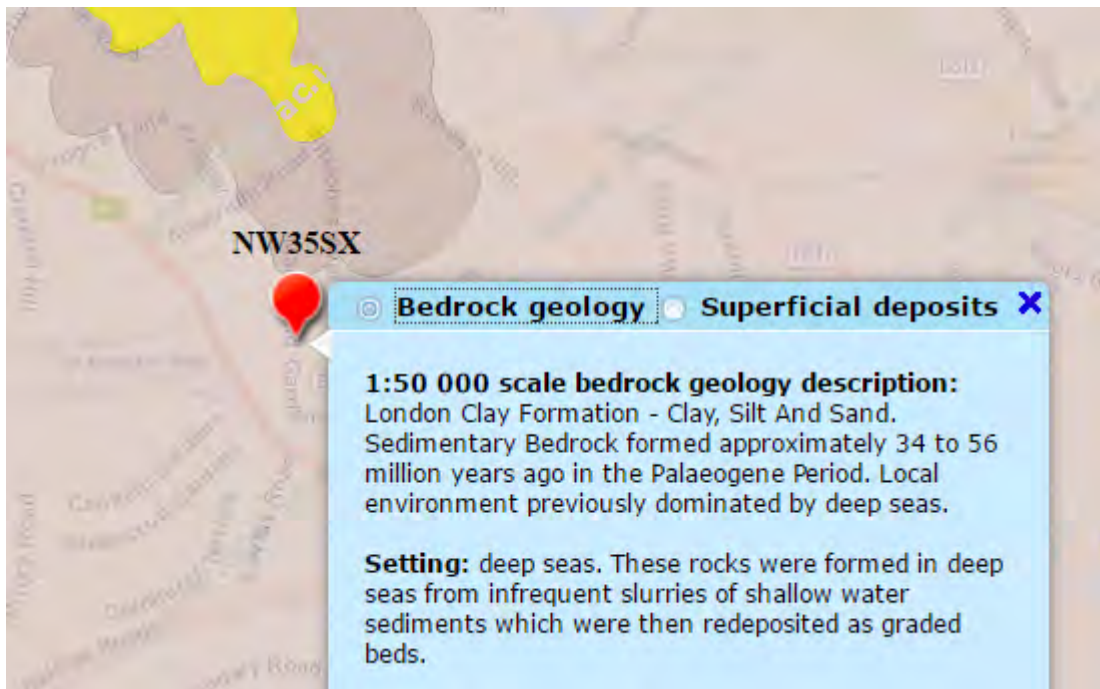 NW35SX
Bedrock geology Superficial deposits
1:50 000 scale bedrock geology description:
London Clay Formation - Clay, Silt And Sand.
Sedimentary Bedrock formed approximately 34 to 56
million years ago in the Palaeogene Period. Local
environment previously dominated by deep seas.
Setting: deep seas. These rocks were formed in deep
seas from infrequent slurries of shallow water
sediments which were then redeposited as graded
beds.